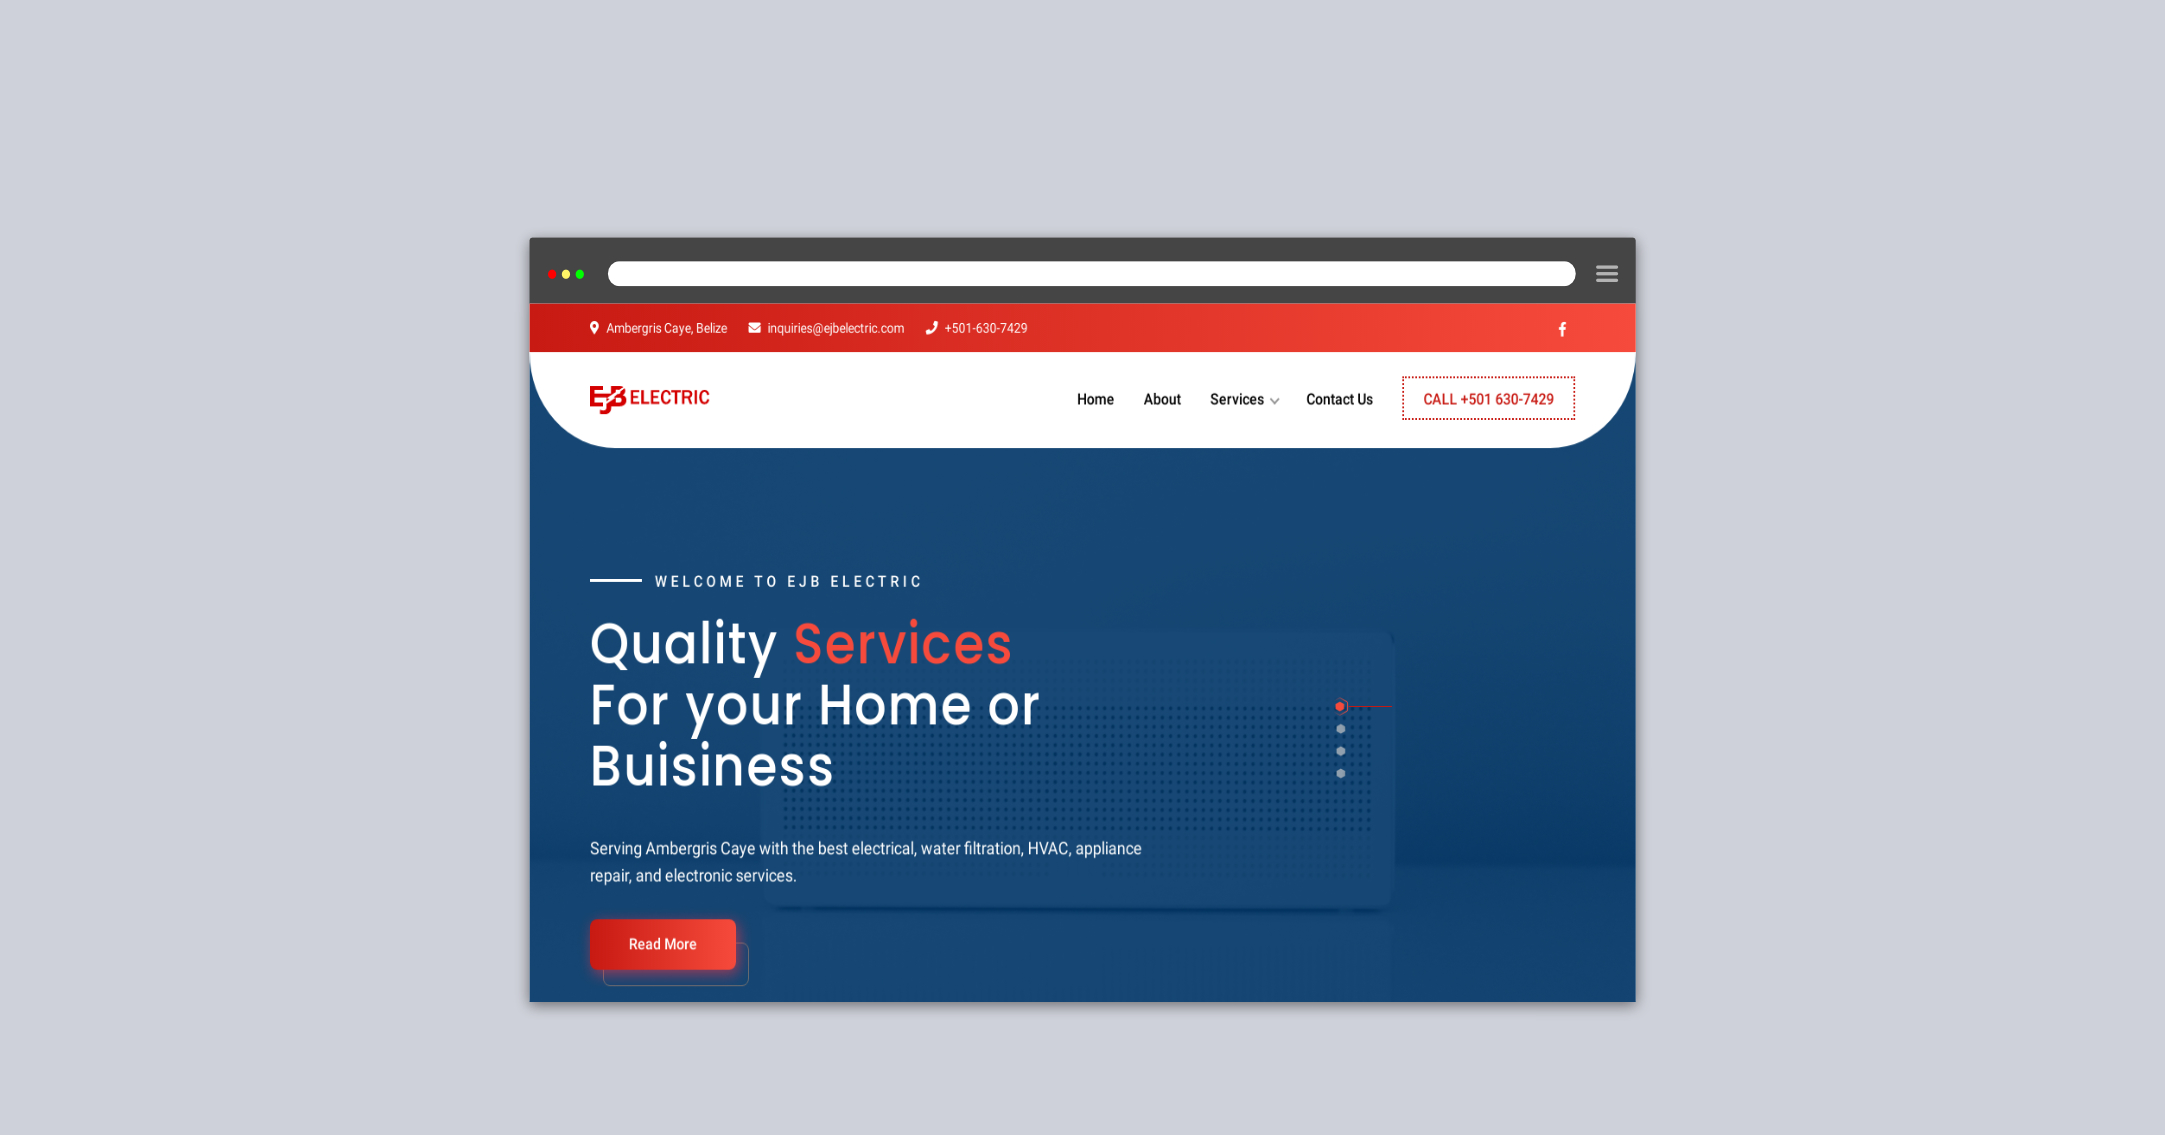 Ambergris Caye, Belize inquiries@ejbelectric.com +501-630-7429
EJB ELECTRIC Home About Services Contact Us CALL +501 630-7429
WELCOME TO EJB ELECTRIC
Quality Services
For your Home or
Buisiness
Serving Ambergris Caye with the best electrical, water filtration, HVAC, appliance
repair, and electronic services.
Read More